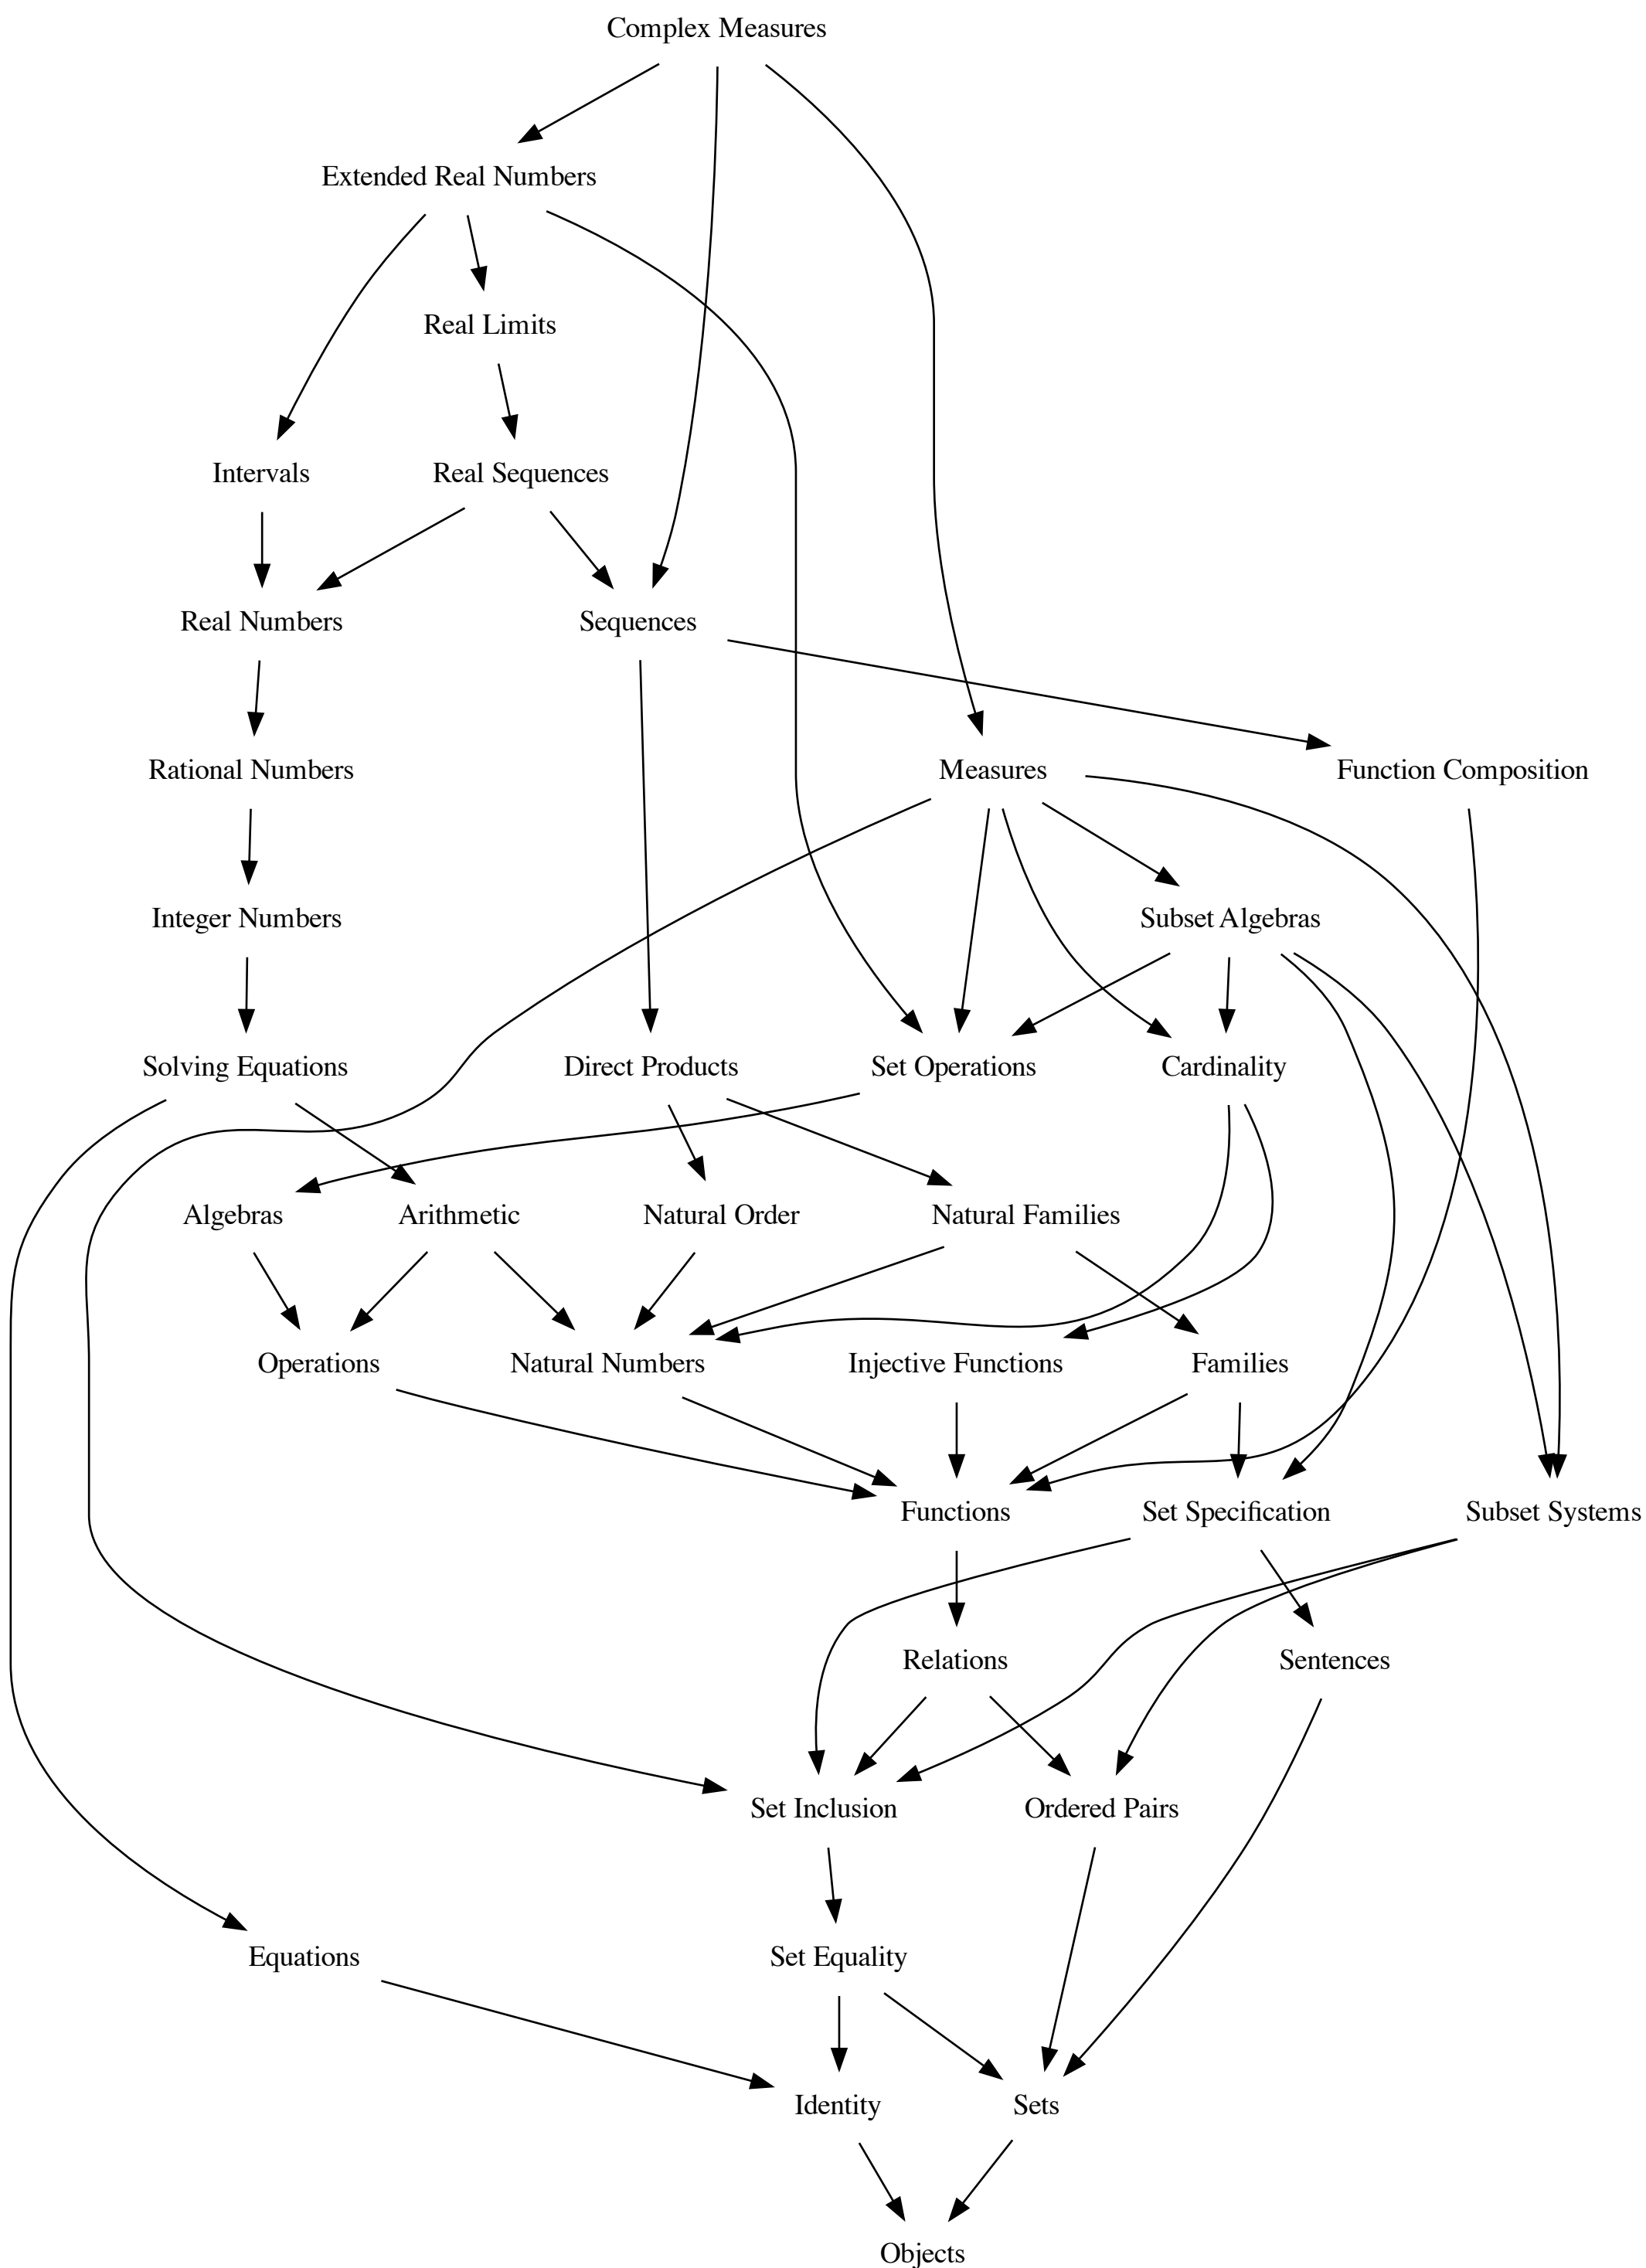 Complex Measures
Extended Real Numbers
Real Limits
Intervals
Real Sequences
Real Numbers
Sequences
Rational Numbers
Measures
Function Composition
Integer Numbers
Subset Algebras
Solving Equations
Direct Products
Set Operations
Cardinality
Algebras
Arithmetic
Natural Order
Natural Families
Operations
Natural Numbers
Injective Functions
Families
Functions
Set Specification
Subset Systems
Relations
Sentences
Set Inclusion
Ordered Pairs
Equations
Set Equality
Identity
Sets
Objects